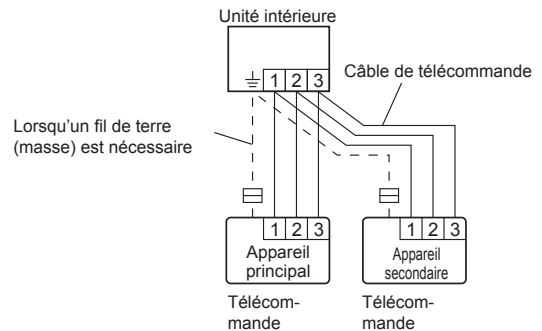 Unité intérieure
1 2 3
Câble de télécommande
Lorsqu'un fil de terre
(masse) est nécessaire
1 2 3
Appareil
principal
Télécom-
mande
1 2 3
Appareil
secondaire
Télécom-
mande